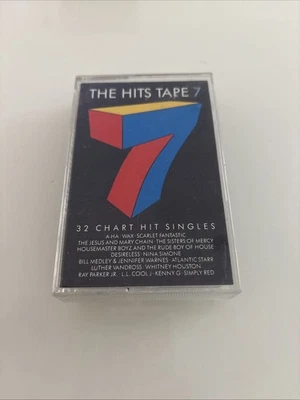 THE HITS TAPE 7
7
32 CHART HIT SINGLES
A-HA · WAX · SCARLET FANTASTIC
THE JESUS AND MARY CHAIN · THE SISTERS OF MERCY
HOUSEMASTER BOYZ AND THE RUDE BOY OF HOUSE
DESIRELESS · NINA SIMONE
BILL MEDLEY & JENNIFER WARNES · ATLANTIC STARR
LUTHER VANDROSS · WHITNEY HOUSTON
RAY PARKER JR. · L.L. COOL J · KENNY G · SIMPLY RED